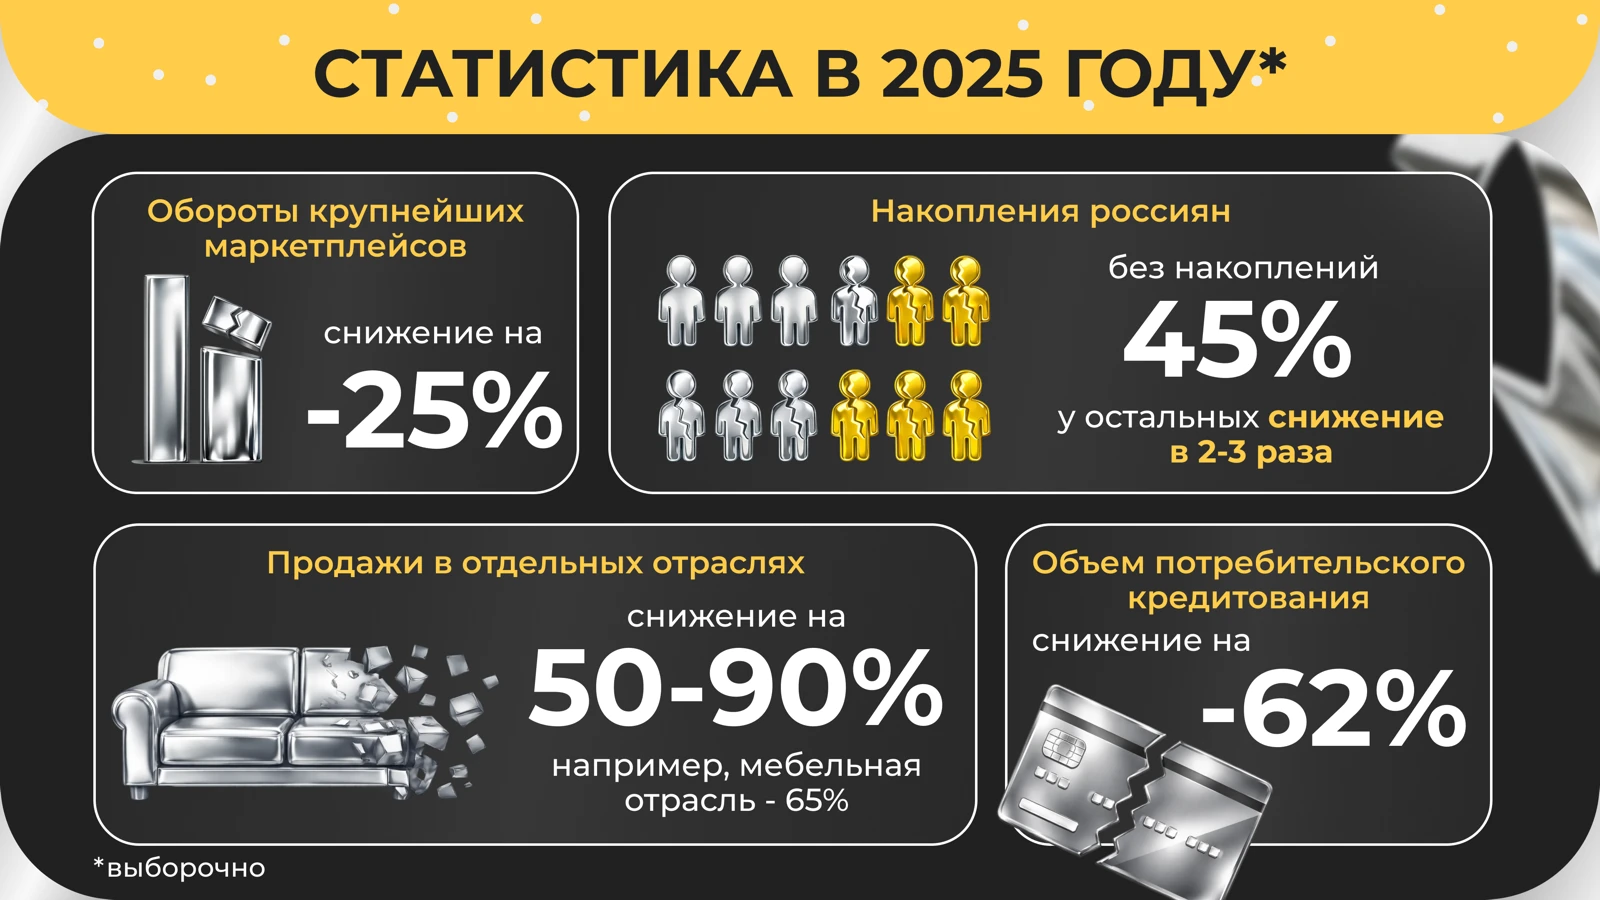 СТАТИСТИКА В 2025 ГОДУ*
Обороты крупнейших
маркетплейсов
снижение на
-25%
Накопления россиян
без накоплений
45%
у остальных снижение
в 2-3 раза
Продажи в отдельных отраслях
снижение на
50-90%
например, мебельная
отрасль - 65%
Объем потребительского
кредитования
снижение на
-62%
*выборочно